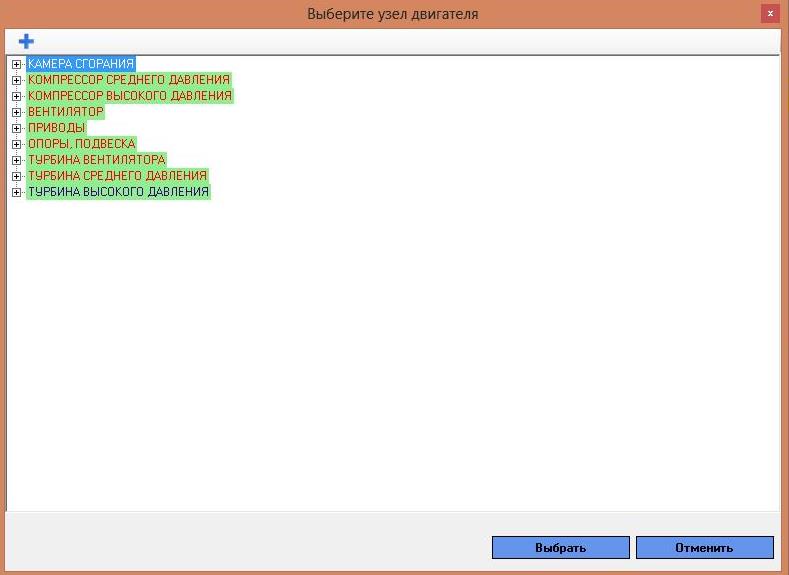 Выберите узел двигателя
x
КАМЕРА СГОРАНИЯ
КОМПРЕССОР СРЕДНЕГО ДАВЛЕНИЯ
КОМПРЕССОР ВЫСОКОГО ДАВЛЕНИЯ
ВЕНТИЛЯТОР
ПРИВОДЫ
ОПОРЫ, ПОДВЕСКА
ТУРБИНА ВЕНТИЛЯТОРА
ТУРБИНА СРЕДНЕГО ДАВЛЕНИЯ
ТУРБИНА ВЫСОКОГО ДАВЛЕНИЯ
Выбрать
Отменить